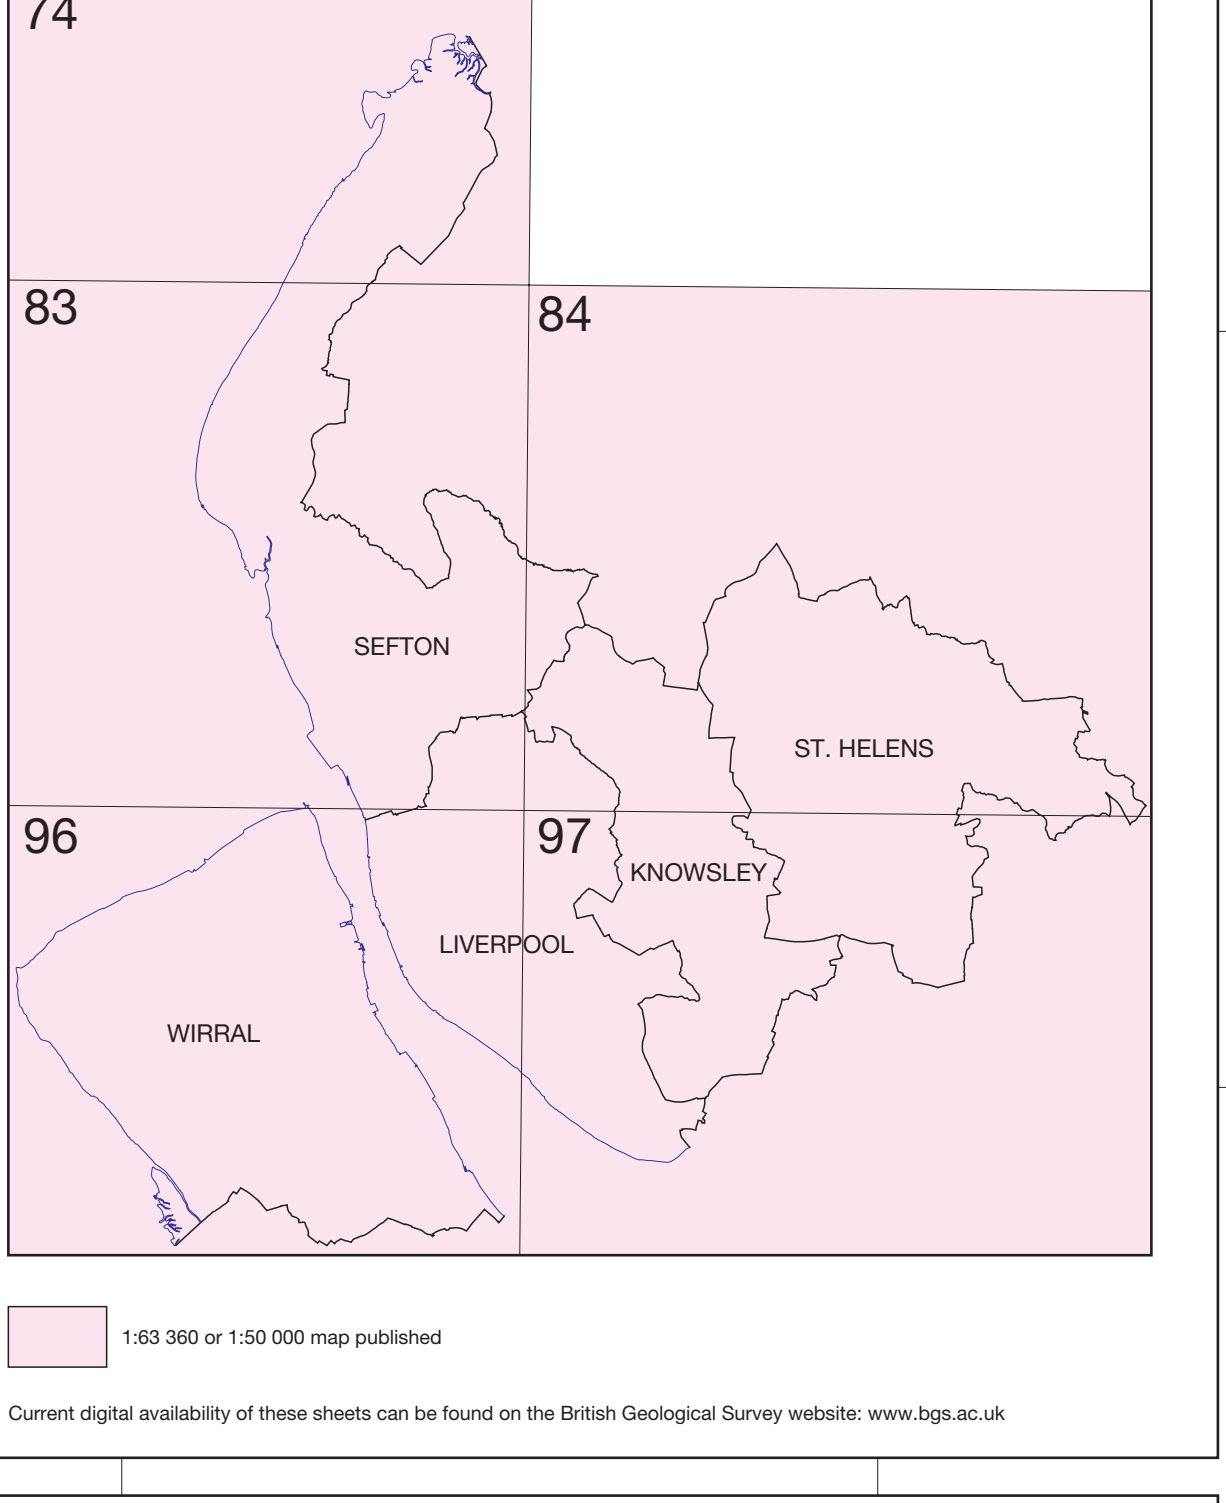 74
83
84
SEFTON
ST. HELENS
96
97
KNOWSLEY
LIVERPOOL
WIRRAL
1:63 360 or 1:50 000 map published
Current digital availability of these sheets can be found on the British Geological Survey website: www.bgs.ac.uk